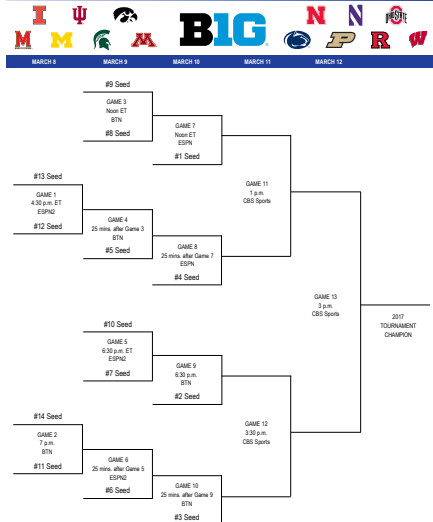 B1G
OHIO STATE
MARCH 8
MARCH 9
MARCH 10
MARCH 11
MARCH 12
#9 Seed
GAME 3
Noon ET
BTN
#8 Seed
GAME 7
Noon ET
ESPN
#1 Seed
#13 Seed
GAME 1
4:30 p.m. ET
ESPN2
#12 Seed
GAME 4
25 mins. after Game 3
BTN
#5 Seed
GAME 8
25 mins. after Game 7
ESPN
#4 Seed
GAME 11
1 p.m.
CBS Sports
GAME 13
3 p.m.
CBS Sports
2017
TOURNAMENT
CHAMPION
#10 Seed
GAME 5
6:30 p.m. ET
ESPN2
#7 Seed
GAME 9
6:30 p.m.
BTN
#2 Seed
#14 Seed
GAME 2
7 p.m.
#11 Seed
GAME 6
25 mins. after Game 5
ESPN2
#6 Seed
GAME 10
25 mins. after Game 9
BTN
#3 Seed
GAME 12
3:30 p.m.
CBS Sports